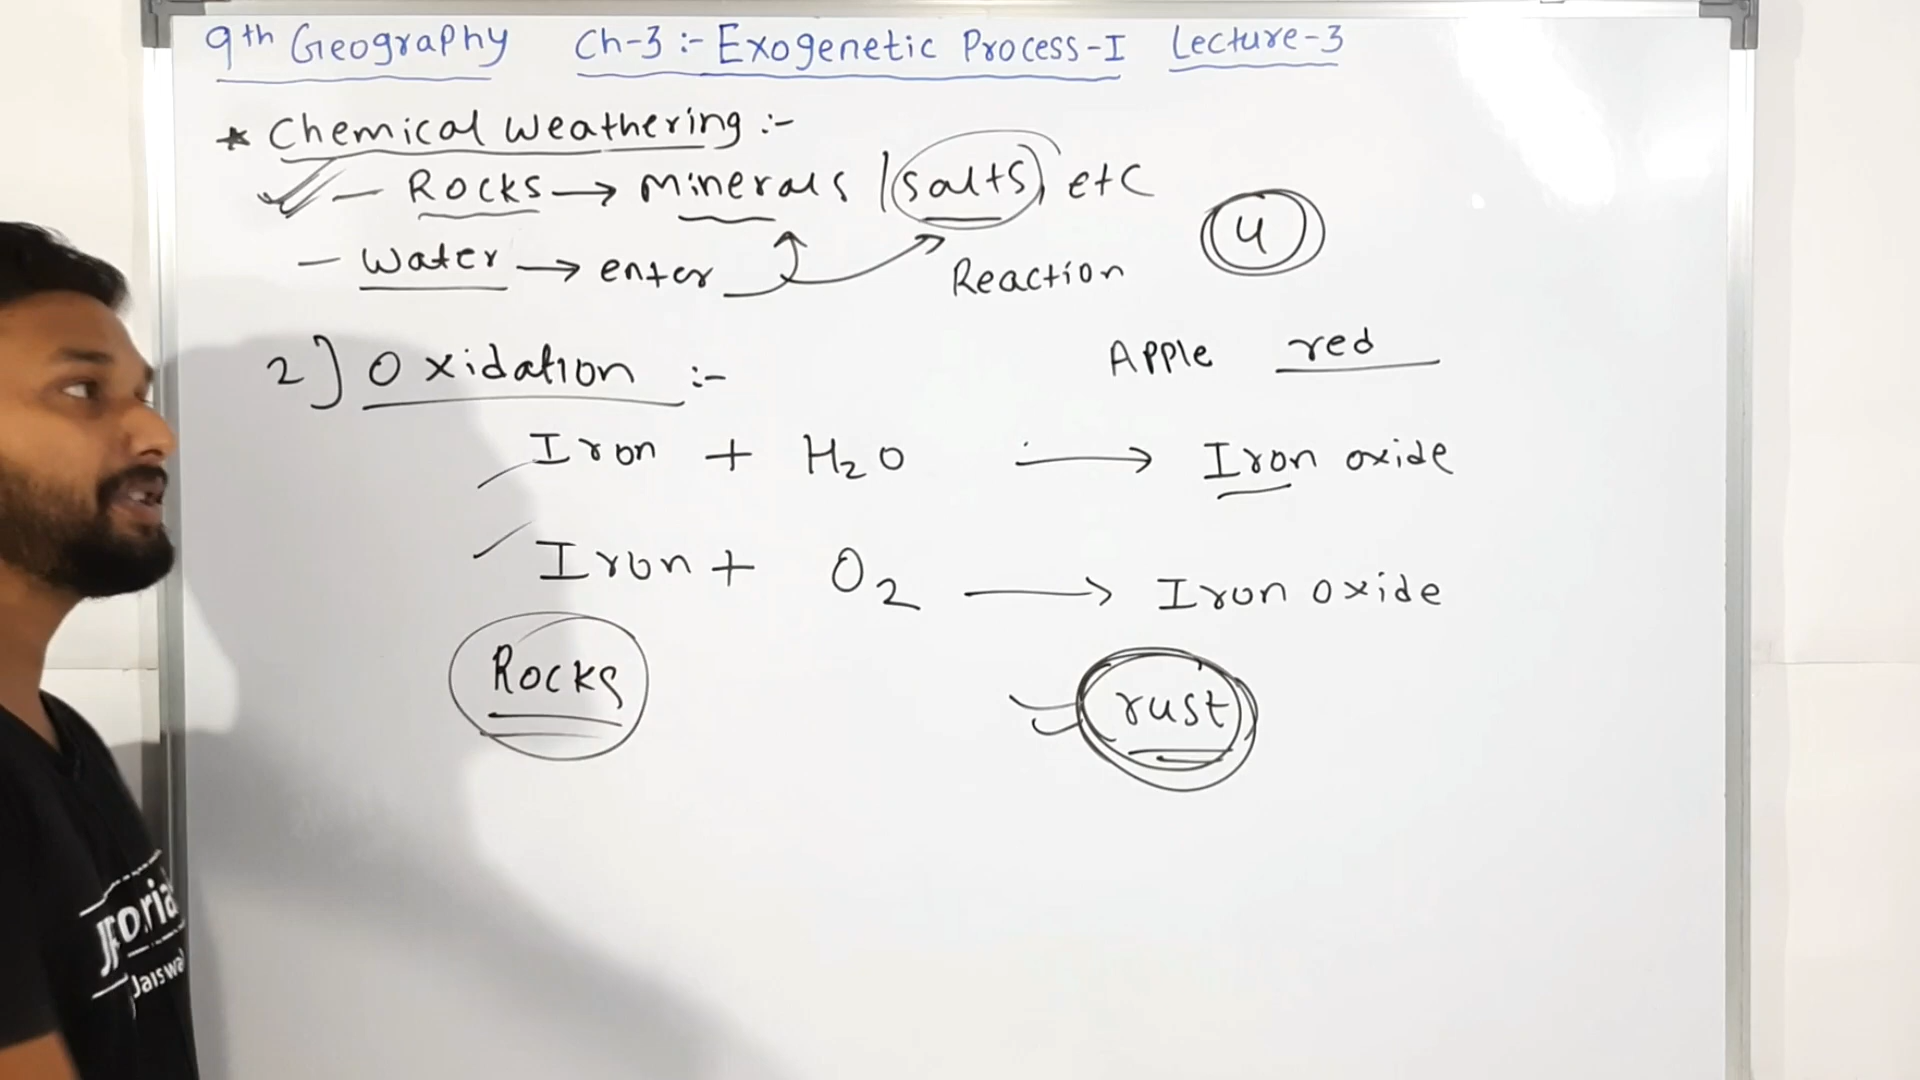 9th Geography Ch-3 :- Exogenetic Process-I Lecture-3
* Chemical Weathering :-
- Rocks → Minerals / Salts, etc
4
- Water → enter Reaction
2) Oxidation :- Apple red
Iron + H2O → Iron oxide
Iron + O2 → Iron oxide
Rocks rust
Jaiswal